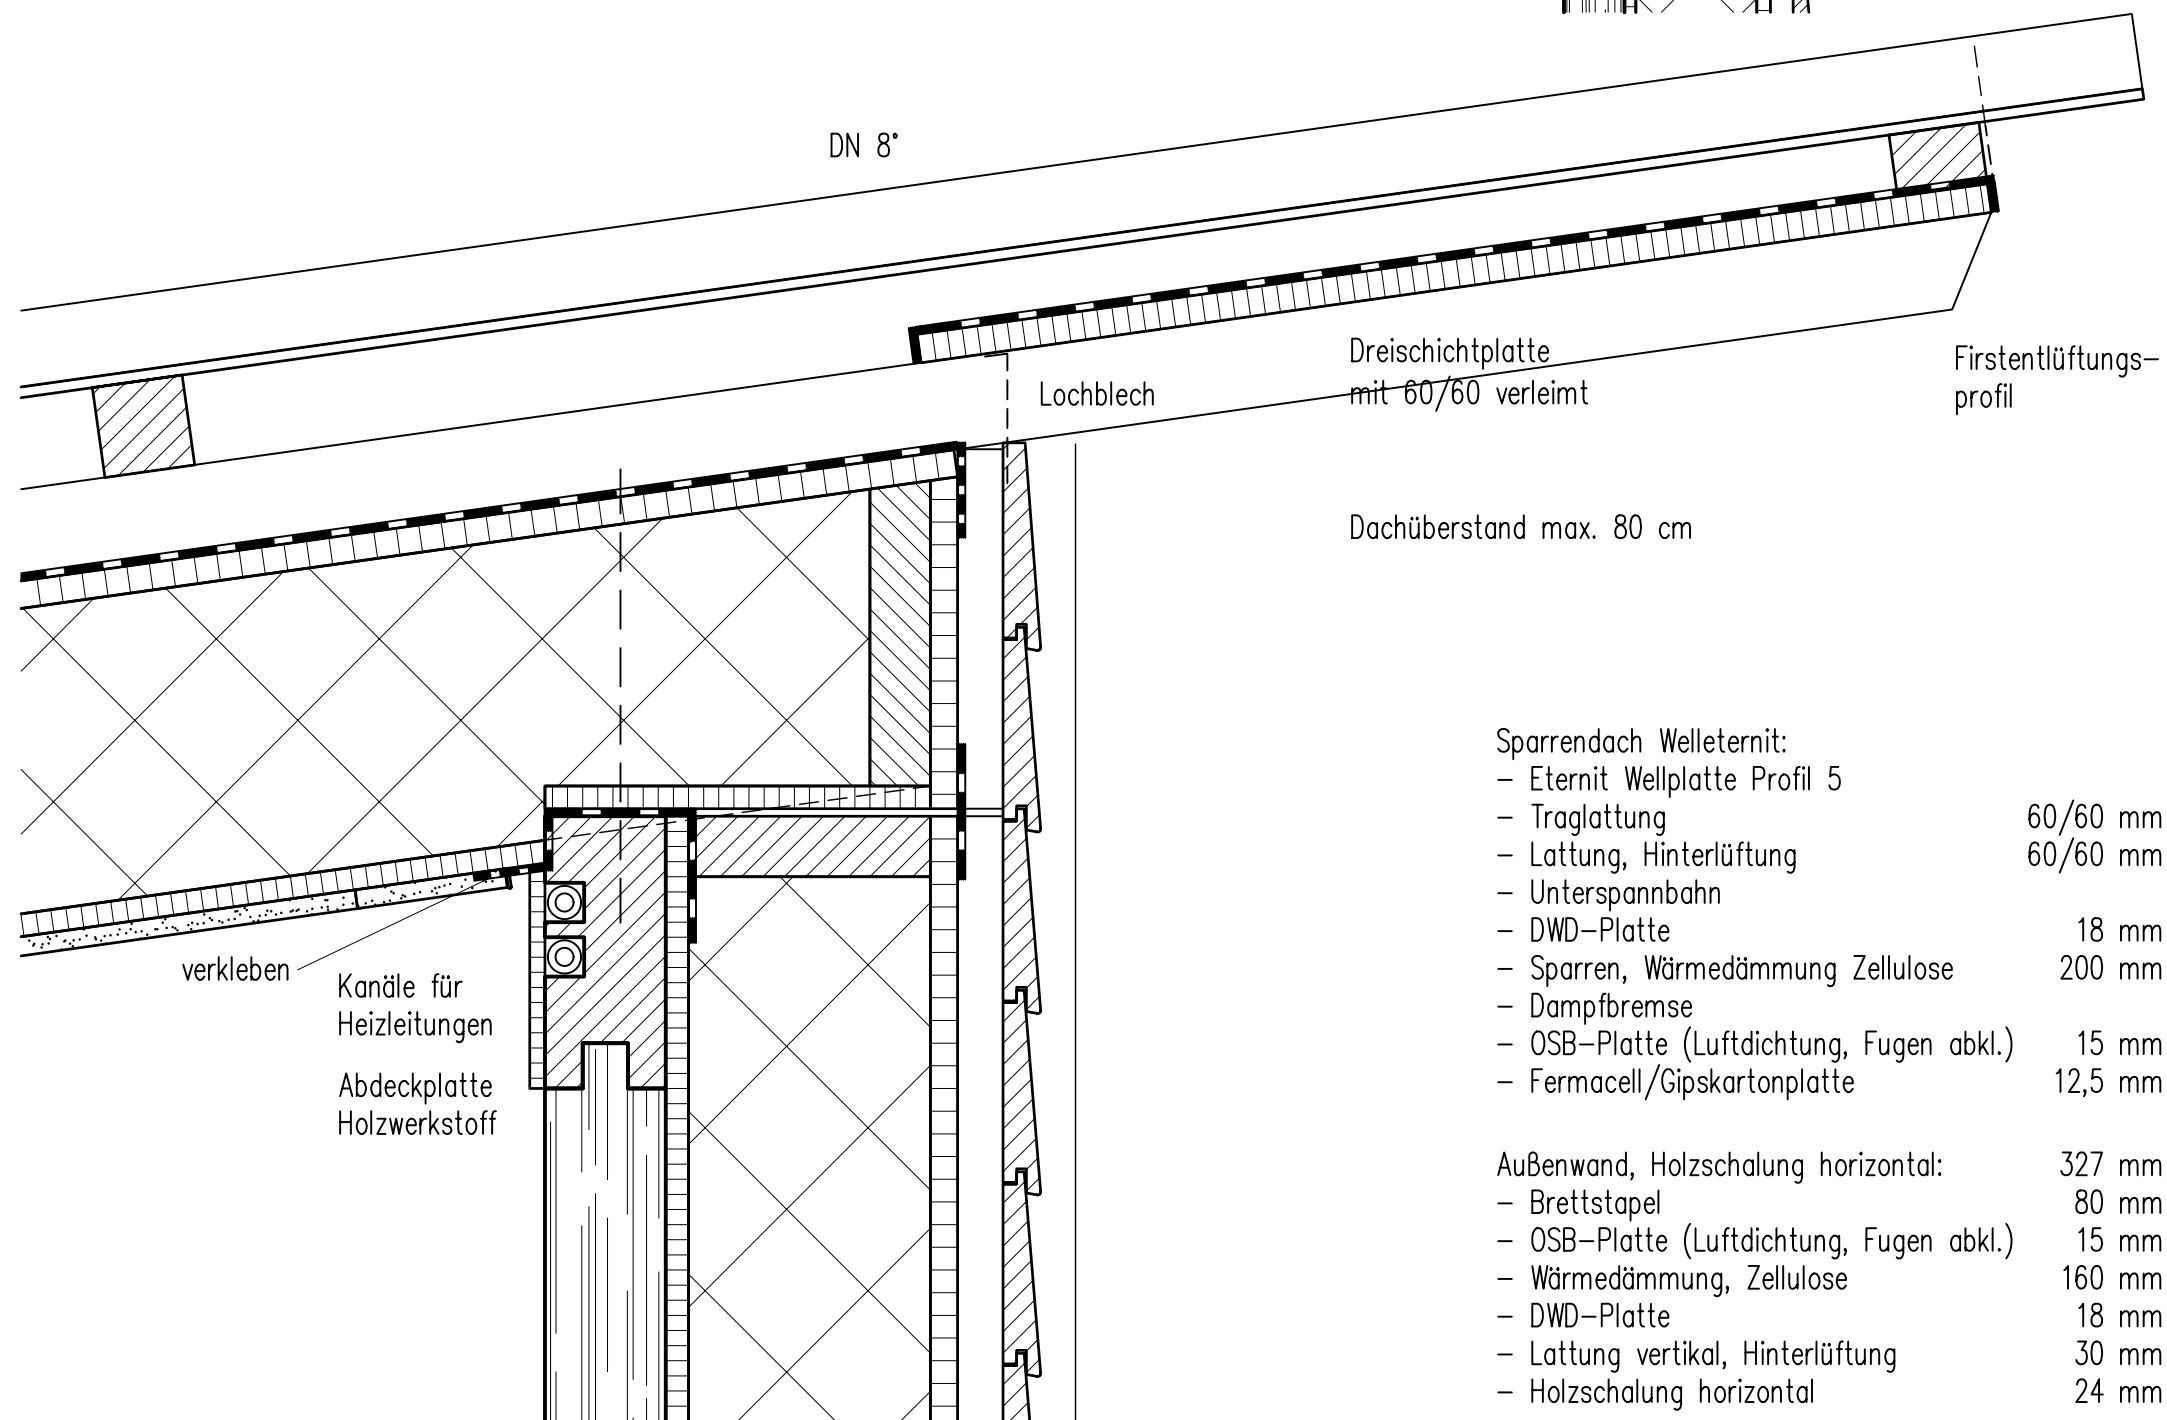 DN 8°
Dreischichtplatte
mit 60/60 verleimt
Firstentlüftungs-
profil
Lochblech
Dachüberstand max. 80 cm
verkleben
Kanäle für
Heizleitungen
Abdeckplatte
Holzwerkstoff
Sparrendach Welleternit:
- Eternit Wellplatte Profil 5
- Traglattung 60/60 mm
- Lattung, Hinterlüftung 60/60 mm
- Unterspannbahn
- DWD-Platte 18 mm
- Sparren, Wärmedämmung Zellulose 200 mm
- Dampfbremse
- OSB-Platte (Luftdichtung, Fugen abkl.) 15 mm
- Fermacell/Gipskartonplatte 12,5 mm
Außenwand, Holzschalung horizontal: 327 mm
- Brettstapel 80 mm
- OSB-Platte (Luftdichtung, Fugen abkl.) 15 mm
- Wärmedämmung, Zellulose 160 mm
- DWD-Platte 18 mm
- Lattung vertikal, Hinterlüftung 30 mm
- Holzschalung horizontal 24 mm